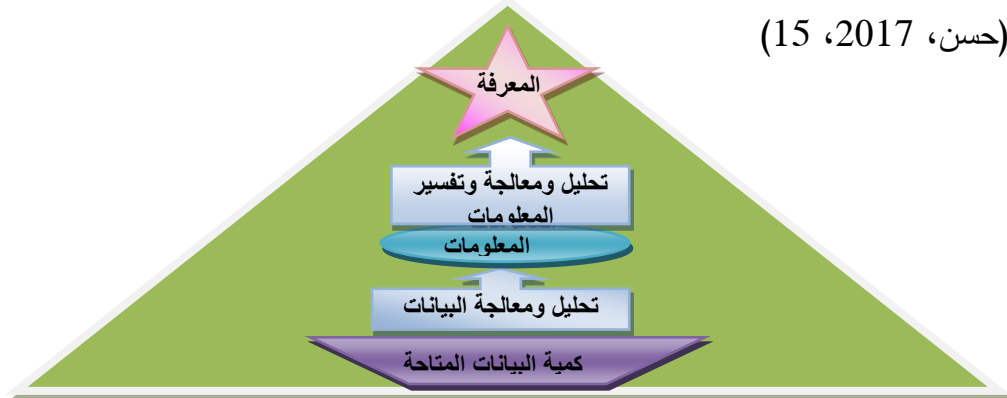 (حسن، 2017، 15)
المعرفة
تحليل ومعالجة وتفسير
المعلومات
المعلومات
تحليل ومعالجة البيانات
كمية البيانات المتاحة